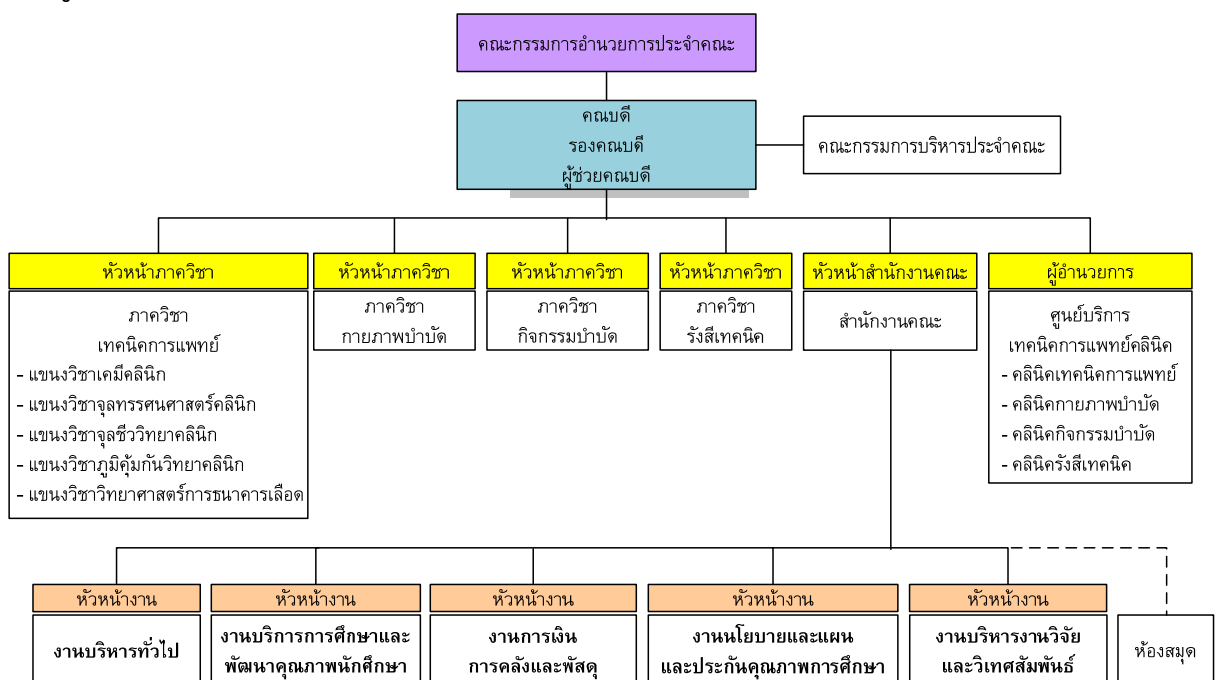 คณะกรรมการอำนวยการประจำคณะ
คณบดี
รองคณบดี
ผู้ช่วยคณบดี
คณะกรรมการบริหารประจำคณะ
หัวหน้าภาควิชา
ภาควิชา
เทคนิคการแพทย์
- แขนงวิชาเคมีคลินิก
- แขนงวิชาจุลทรรศนศาสตร์คลินิก
- แขนงวิชาจุลชีววิทยาคลินิก
- แขนงวิชาภูมิคุ้มกันวิทยาคลินิก
- แขนงวิชาวิทยาศาสตร์การธนาคารเลือด
หัวหน้าภาควิชา
ภาควิชา
กายภาพบำบัด
หัวหน้าภาควิชา
ภาควิชา
กิจกรรมบำบัด
หัวหน้าภาควิชา
ภาควิชา
รังสีเทคนิค
หัวหน้าสำนักงานคณะ
สำนักงานคณะ
ผู้อำนวยการ
ศูนย์บริการ
เทคนิคการแพทย์คลินิค
- คลินิคเทคนิคการแพทย์
- คลินิคกายภาพบำบัด
- คลินิคกิจกรรมบำบัด
- คลินิครังสีเทคนิค
หัวหน้างาน
งานบริหารทั่วไป
หัวหน้างาน
งานบริการการศึกษาและ
พัฒนาคุณภาพนักศึกษา
หัวหน้างาน
งานการเงิน
การคลังและพัสดุ
หัวหน้างาน
งานนโยบายและแผน
และประกันคุณภาพการศึกษา
หัวหน้างาน
งานบริหารงานวิจัย
และวิเทศสัมพันธ์
ห้องสมุด